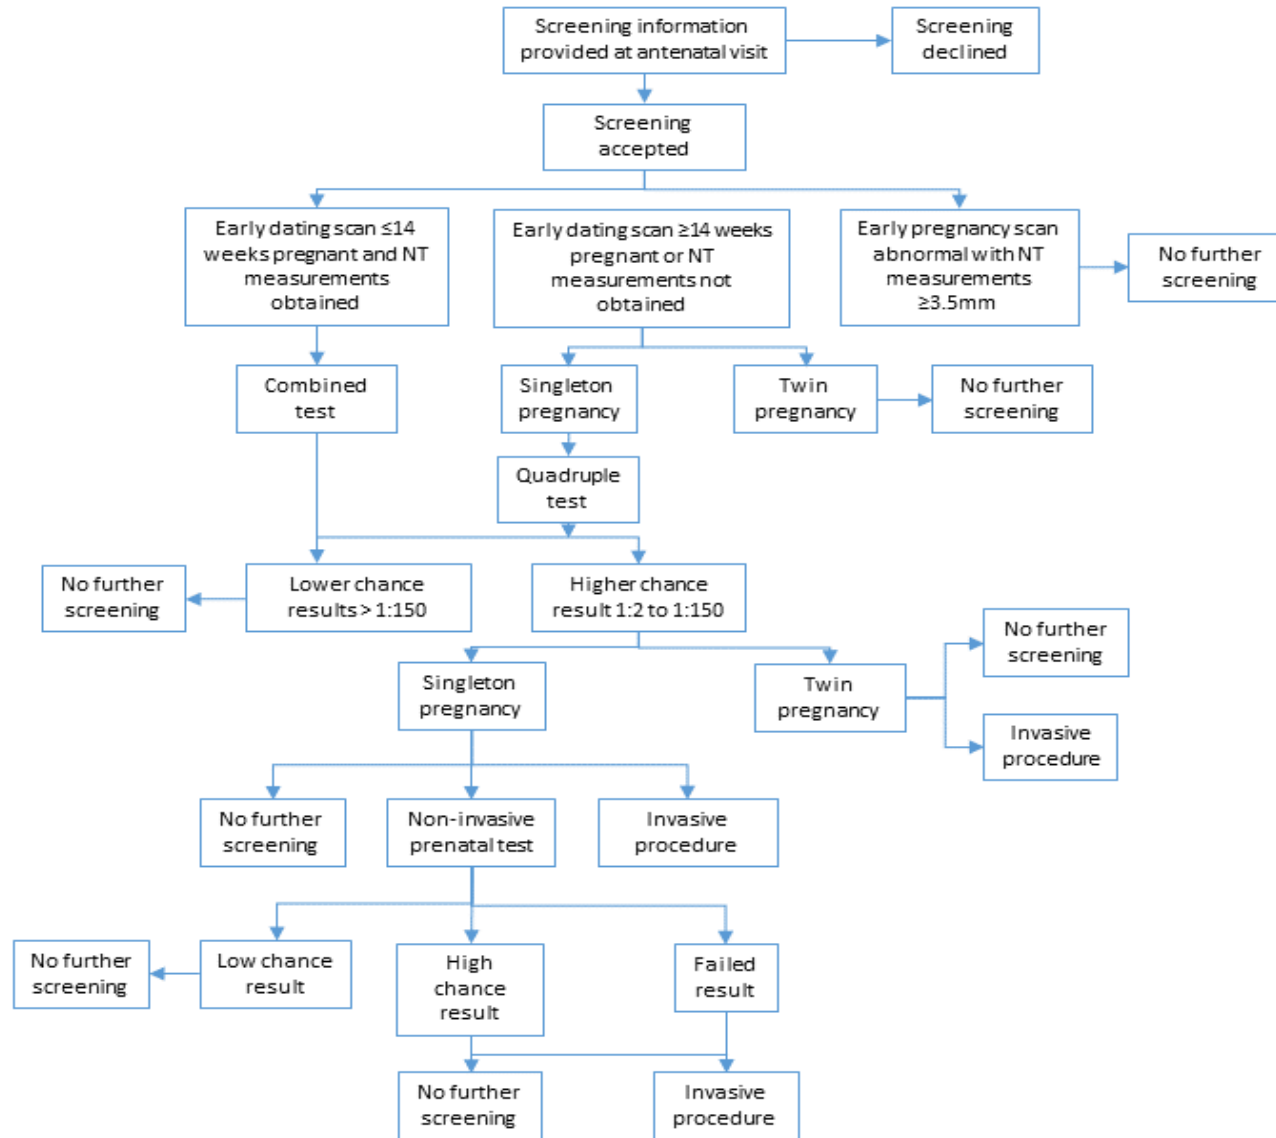 Screening information
provided at antenatal visit
Screening
declined
Screening
accepted
Early dating scan ≤14
weeks pregnant and NT
measurements
obtained
Early dating scan ≥14 weeks
pregnant or NT
measurements not
obtained
Early pregnancy scan
abnormal with NT
measurements
≥3.5mm
No further
screening
Combined
test
Singleton
pregnancy
Twin
pregnancy
No further
screening
Quadruple
test
No further
screening
Lower chance
results > 1:150
Higher chance
result 1:2 to 1:150
Singleton
pregnancy
Twin
pregnancy
No further
screening
Invasive
procedure
No further
screening
Non-invasive
prenatal test
Invasive
procedure
No further
screening
Low chance
result
High
chance
result
Failed
result
No further
screening
Invasive
procedure